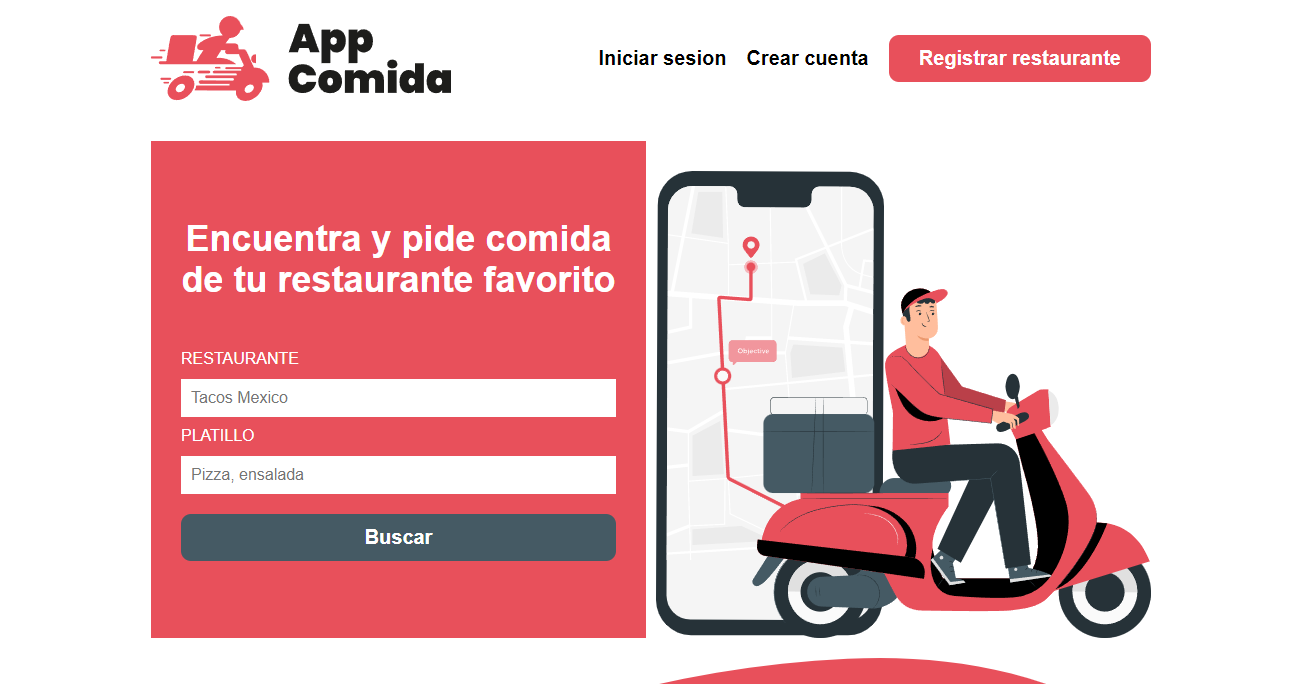 App
Comida
Iniciar sesion
Crear cuenta
Registrar restaurante
Encuentra y pide comida
de tu restaurante favorito
RESTAURANTE
Tacos Mexico
PLATILLO
Pizza, ensalada
Buscar
Objective